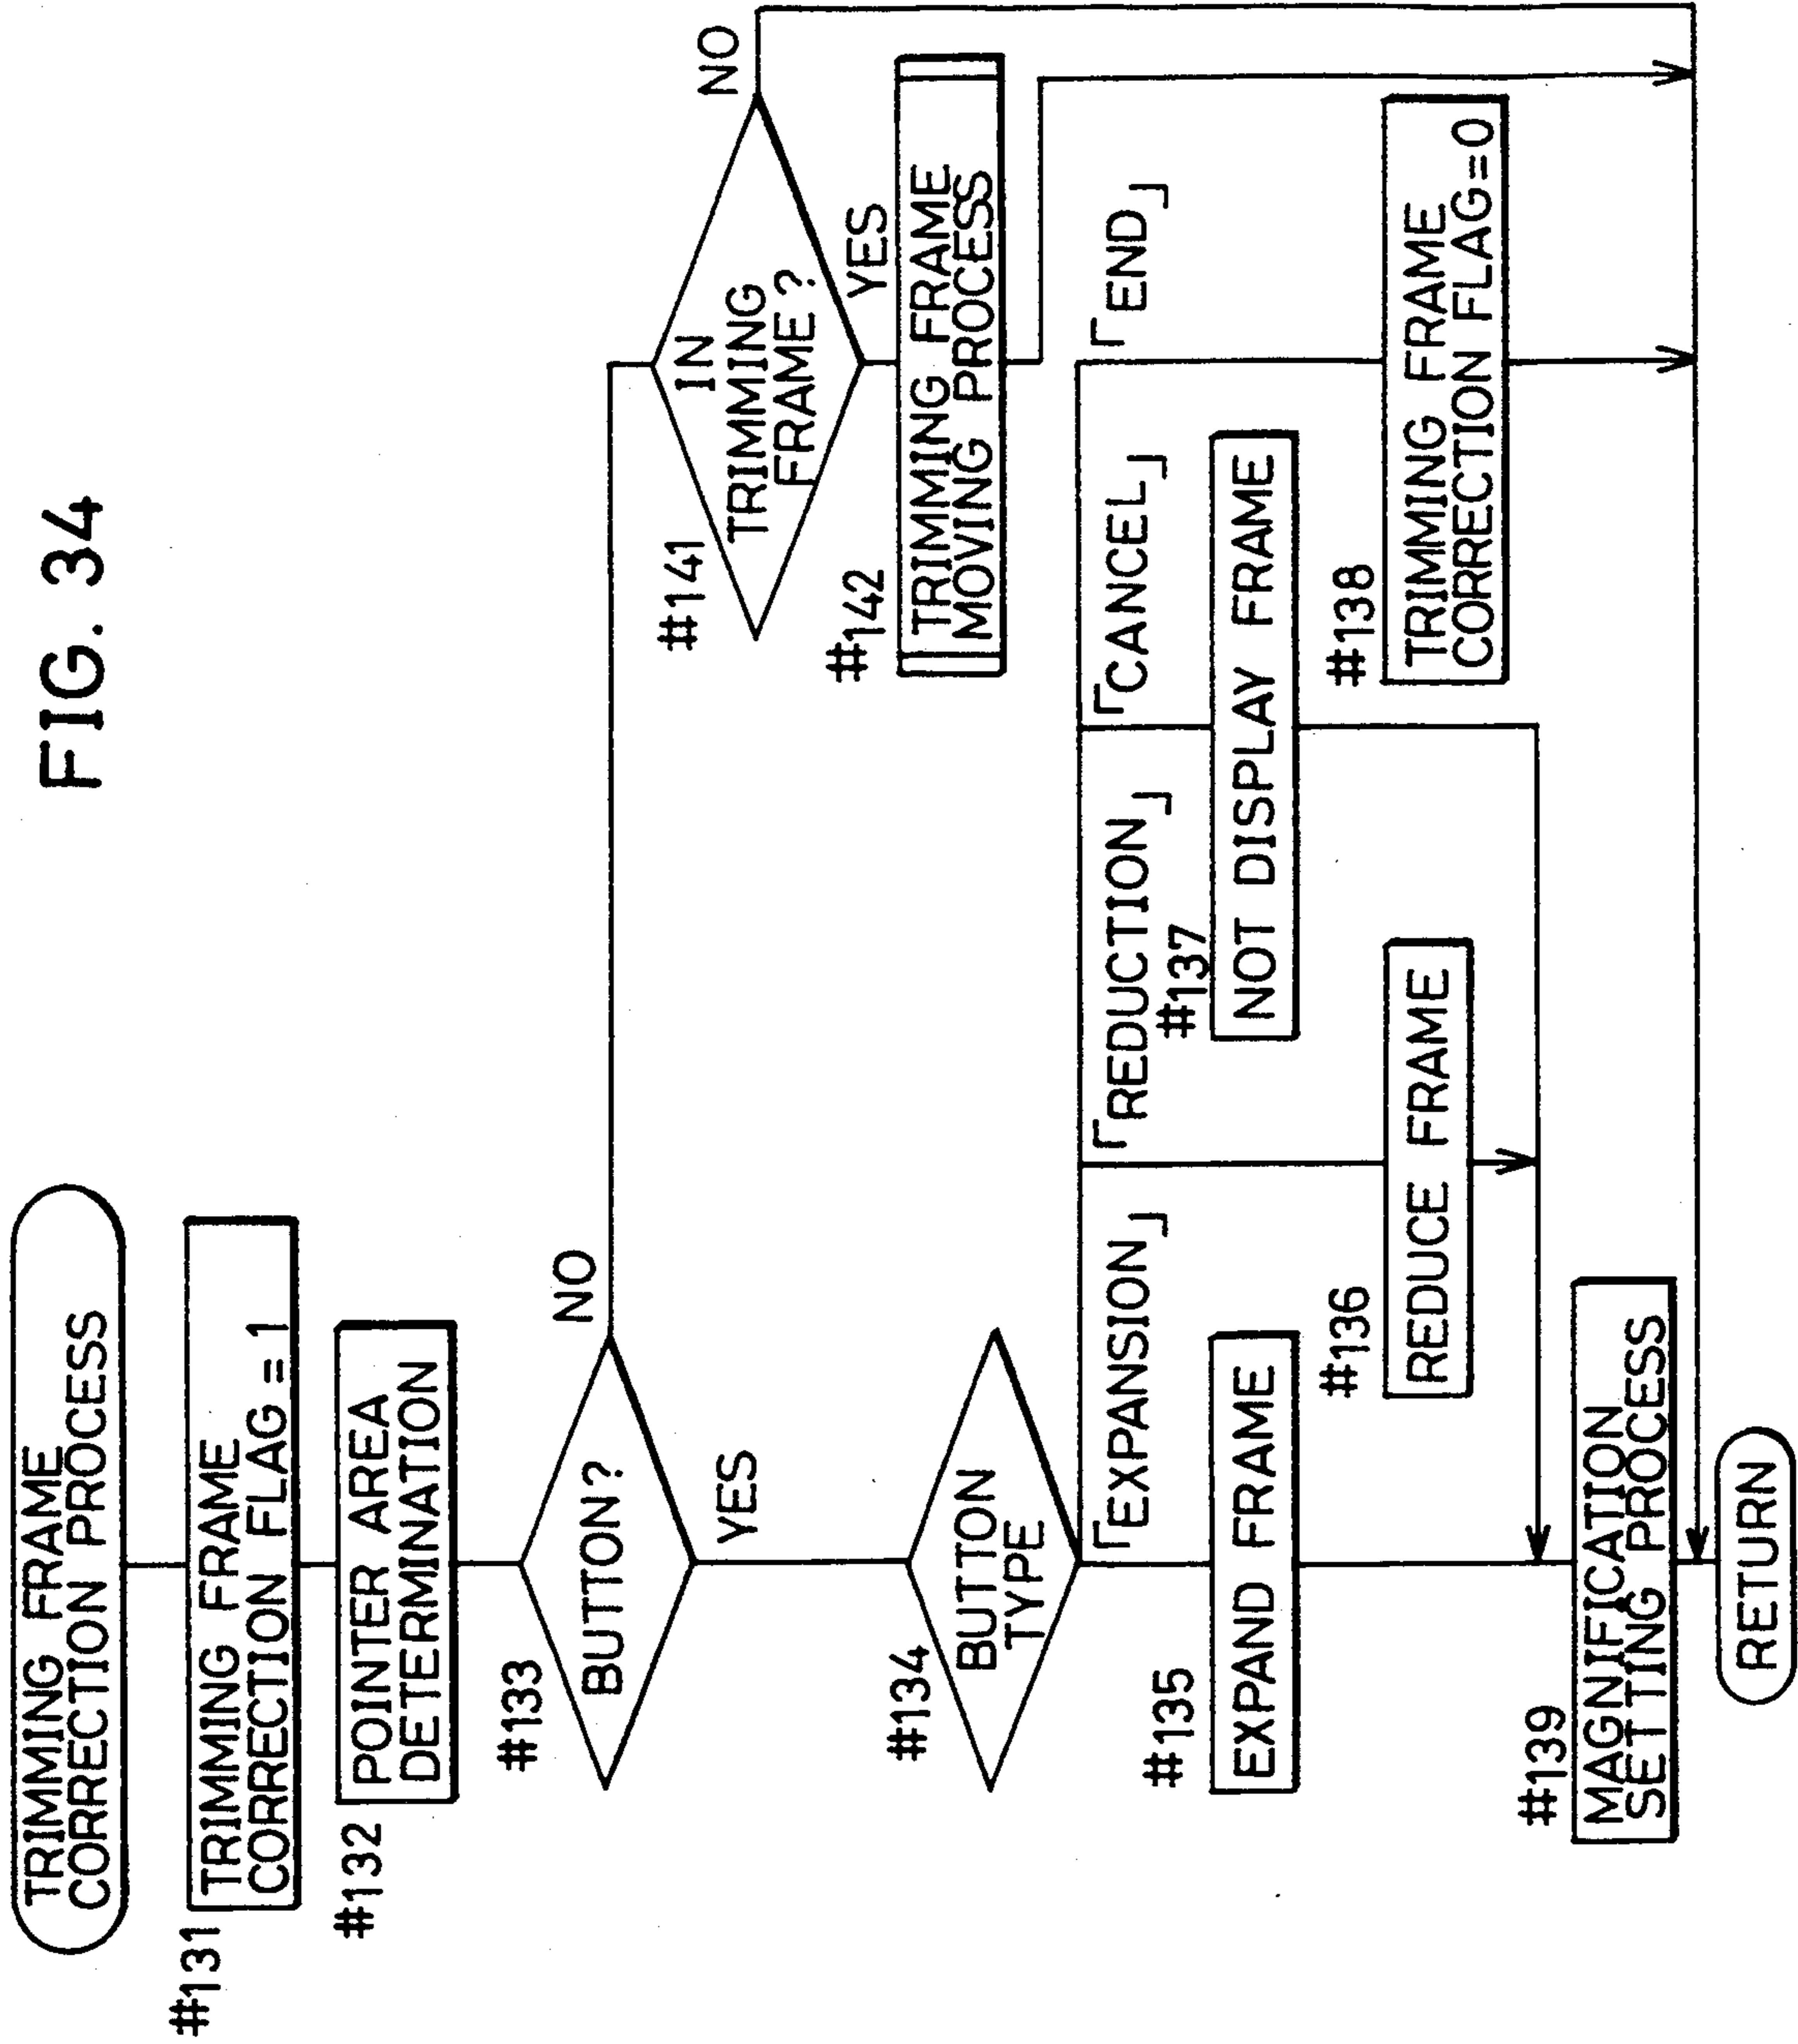 FIG. 34
TRIMMING FRAME
CORRECTION PROCESS
#131
TRIMMING FRAME
CORRECTION FLAG = 1
#132
POINTER AREA
DETERMINATION
#133
BUTTON?
NO
YES
#141
IN
TRIMMING
FRAME?
NO
YES
#142
TRIMMING FRAME
MOVING PROCESS
#134
BUTTON
TYPE
「EXPANSION」
「REDUCTION」
「CANCEL」
「END」
#135
EXPAND FRAME
#137
NOT DISPLAY FRAME
#136
REDUCE FRAME
#138
TRIMMING FRAME
CORRECTION FLAG=0
#139
MAGNIFICATION
SETTING PROCESS
RETURN